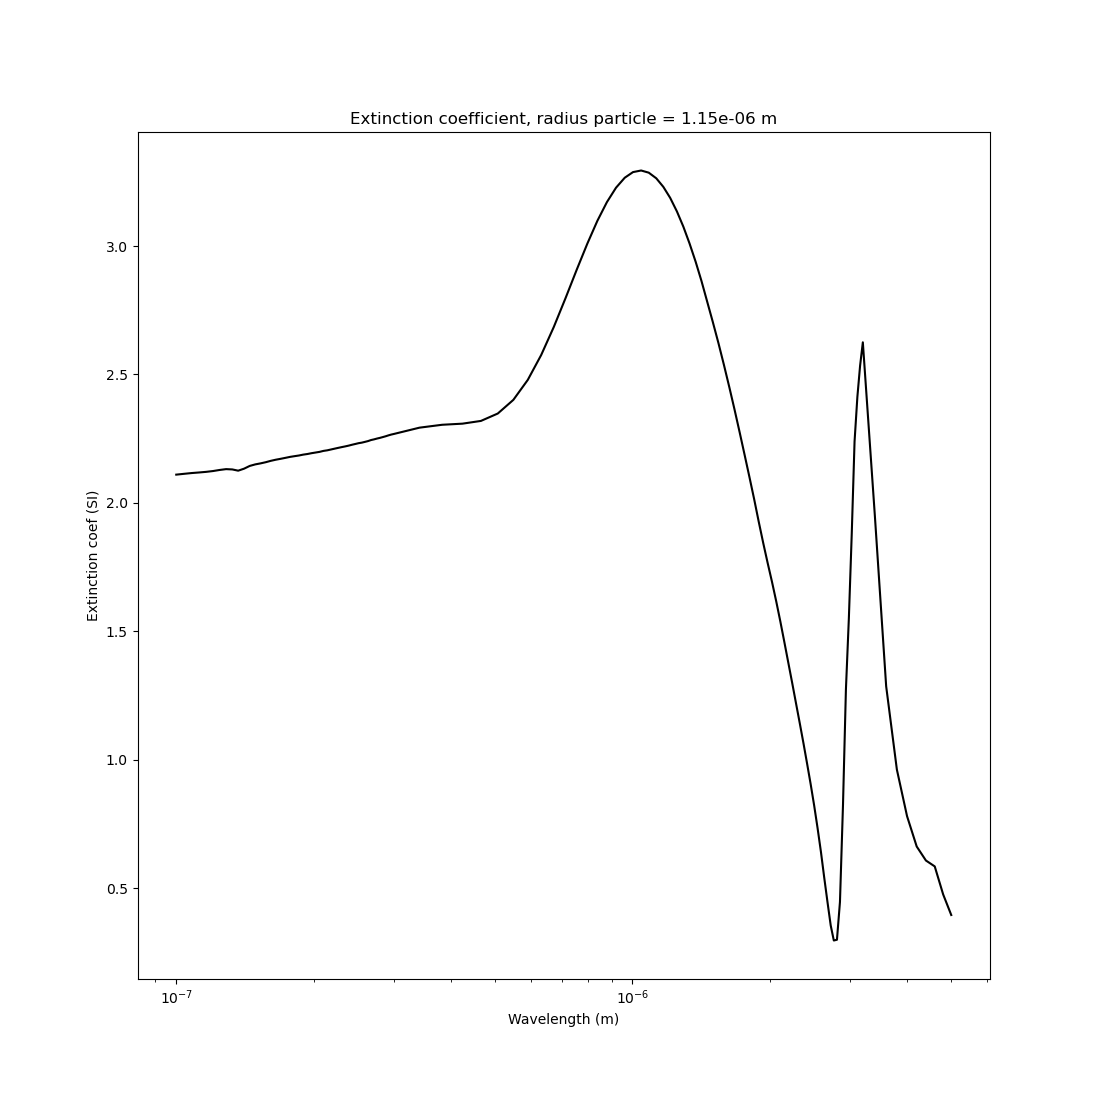 Extinction coefficient, radius particle = 1.15e-06 m
Extinction coef (SI)
3.0
2.5
2.0
1.5
1.0
0.5
10⁻⁷
10⁻⁶
Wavelength (m)